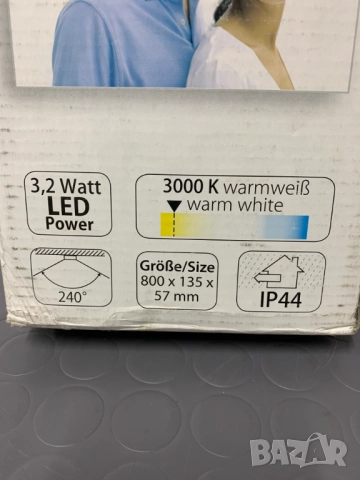 3,2 Watt
LED
Power
3000 K warmweiß
warm white
240°
Größe/Size
800 x 135 x
57 mm
IP44
BAZAR